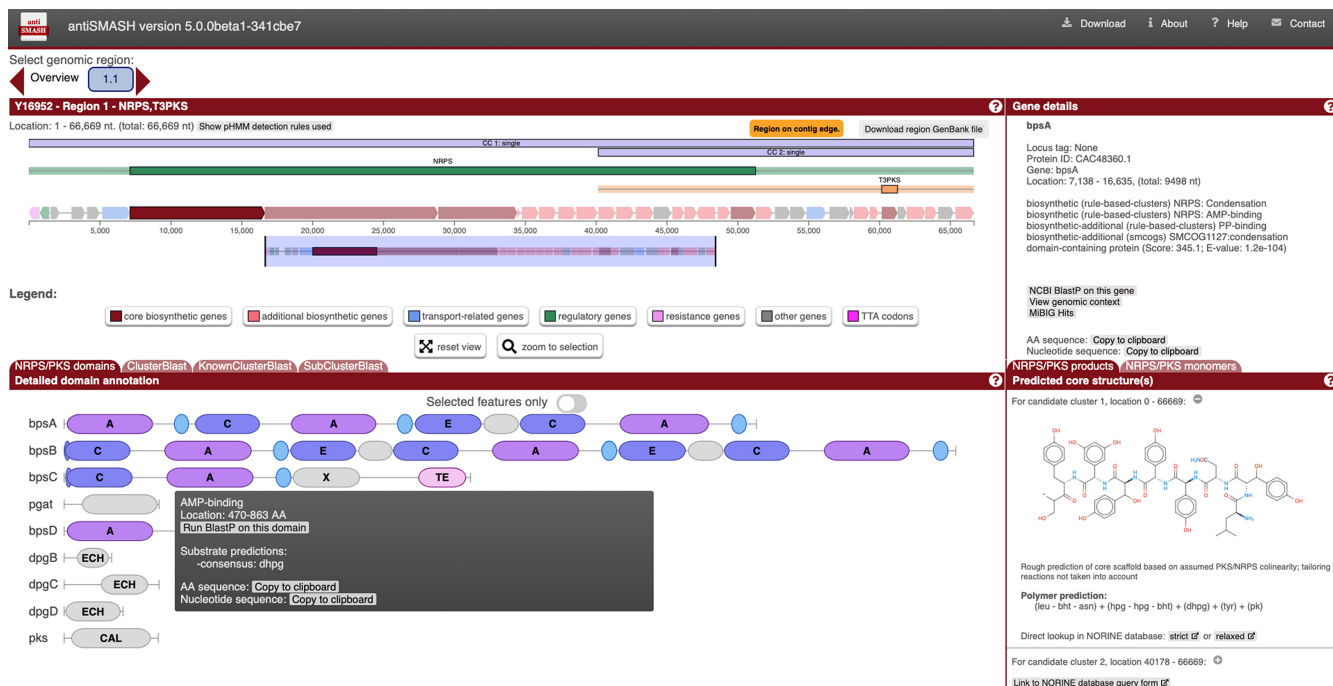 anti
SMASH
antiSMASH version 5.0.0beta1-341cbe7
Download
About
Help
Contact
Select genomic region:
Overview
1.1
Y16952 - Region 1 - NRPS,T3PKS
Location: 1 - 66,669 nt. (total: 66,669 nt) Show pHMM detection rules used
Region on contig edge.
Download region GenBank file
CC 1: single
CC 2: single
NRPS
T3PKS
5,000 10,000 15,000 20,000 25,000 30,000 35,000 40,000 45,000 50,000 55,000 60,000 65,000
Legend:
core biosynthetic genes
additional biosynthetic genes
transport-related genes
regulatory genes
resistance genes
other genes
TTA codons
reset view
zoom to selection
Gene details
bpsA
Locus tag: None
Protein ID: CAC48360.1
Gene: bpsA
Location: 7,138 - 16,635, (total: 9498 nt)
biosynthetic (rule-based-clusters) NRPS: Condensation
biosynthetic (rule-based-clusters) NRPS: AMP-binding
biosynthetic-additional (rule-based-clusters) PP-binding
biosynthetic-additional (smcogs) SMCOG1127:condensation
domain-containing protein (Score: 345.1; E-value: 1.2e-104)
NCBI BlastP on this gene
View genomic context
MiBIG Hits
AA sequence: Copy to clipboard
Nucleotide sequence: Copy to clipboard
NRPS/PKS domains
ClusterBlast
KnownClusterBlast
SubClusterBlast
Detailed domain annotation
Selected features only
bpsA A C A E C A
bpsB C A E C A E C A
bpsC C A X TE
pgat
bpsD A
dpgB ECH
dpgC ECH
dpgD ECH
pks CAL
AMP-binding
Location: 470-863 AA
Run BlastP on this domain
Substrate predictions:
-consensus: dhpg
AA sequence: Copy to clipboard
Nucleotide sequence: Copy to clipboard
NRPS/PKS products
NRPS/PKS monomers
Predicted core structure(s)
For candidate cluster 1, location 0 - 66669:
Rough prediction of core scaffold based on assumed PKS/NRPS colinearity; tailoring
reactions not taken into account
Polymer prediction:
(leu - bht - asn) + (hpg - hpg - bht) + (dhpg) + (tyr) + (pk)
Direct lookup in NORINE database: strict or relaxed
For candidate cluster 2, location 40178 - 66669:
Link to NORINE database query form